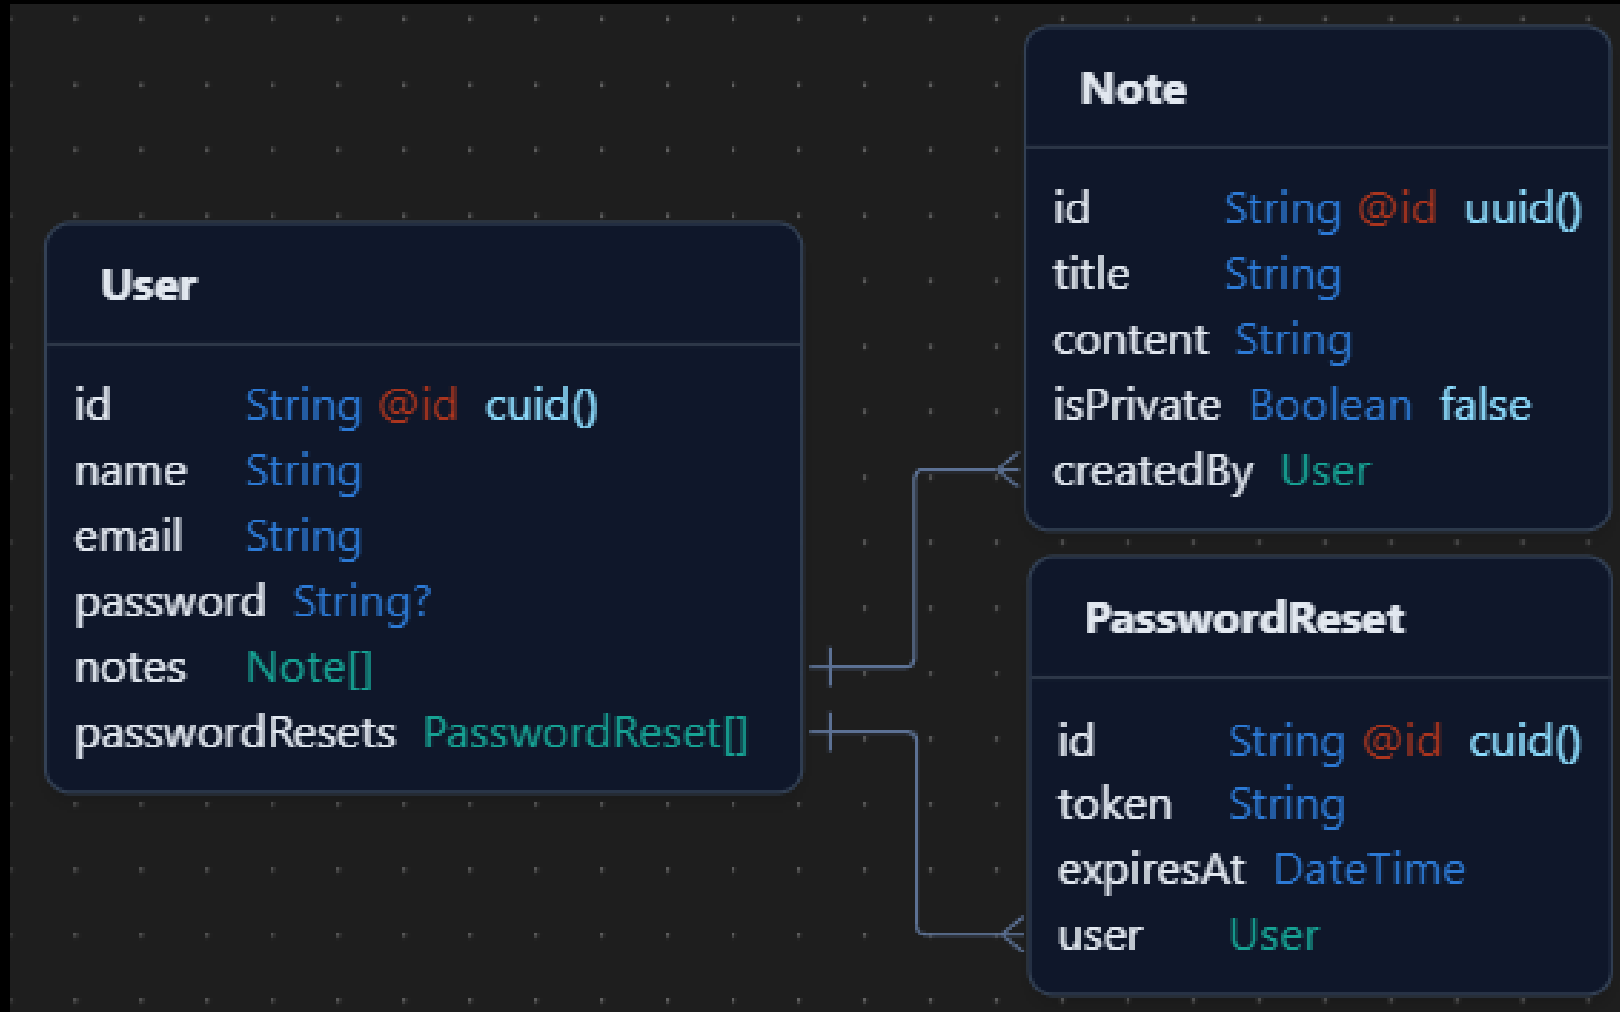 User
id String @id cuid()
name String
email String
password String?
notes Note[]
passwordResets PasswordReset[]
Note
id String @id uuid()
title String
content String
isPrivate Boolean false
createdBy User
PasswordReset
id String @id cuid()
token String
expiresAt DateTime
user User